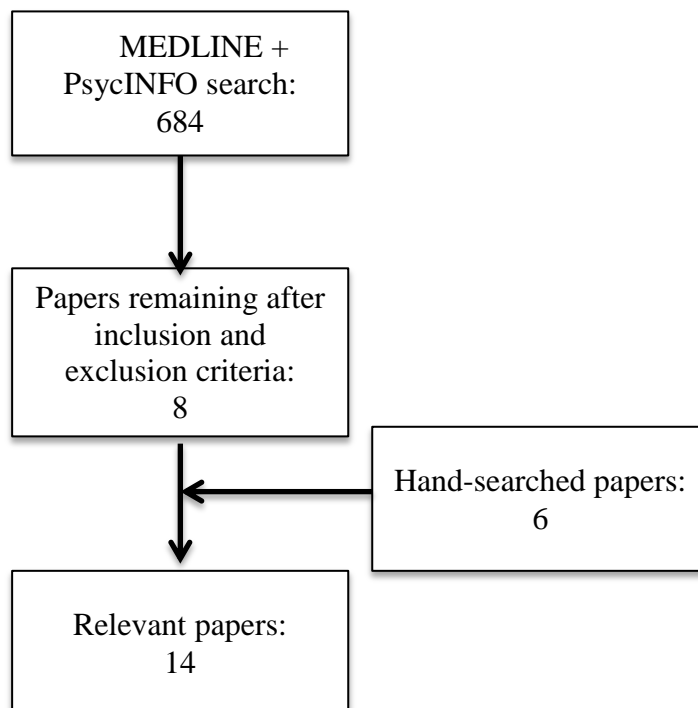 MEDLINE +
PsycINFO search:
684
Papers remaining after
inclusion and
exclusion criteria:
8
Hand-searched papers:
6
Relevant papers:
14